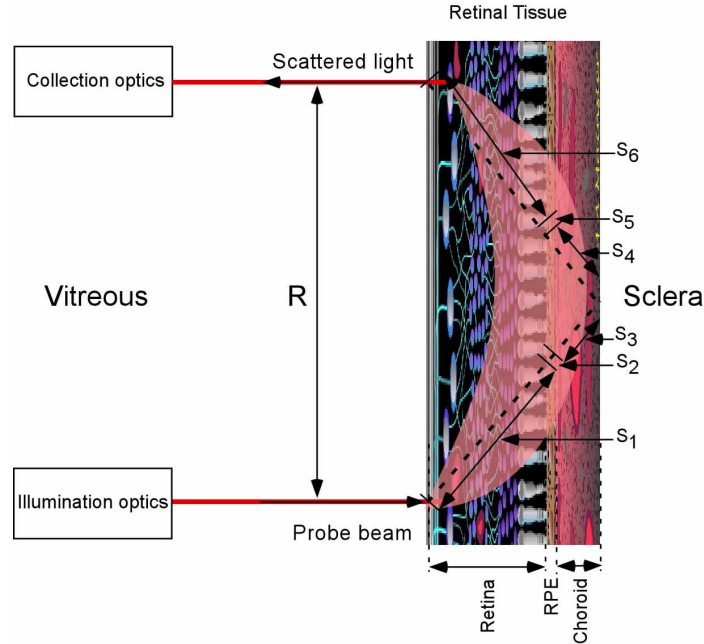 Retinal Tissue
Scattered light
Collection optics
S6
S5
S4
Vitreous
R
Sclera
S3
S2
S1
Illumination optics
Probe beam
Retina
RPE
Choroid